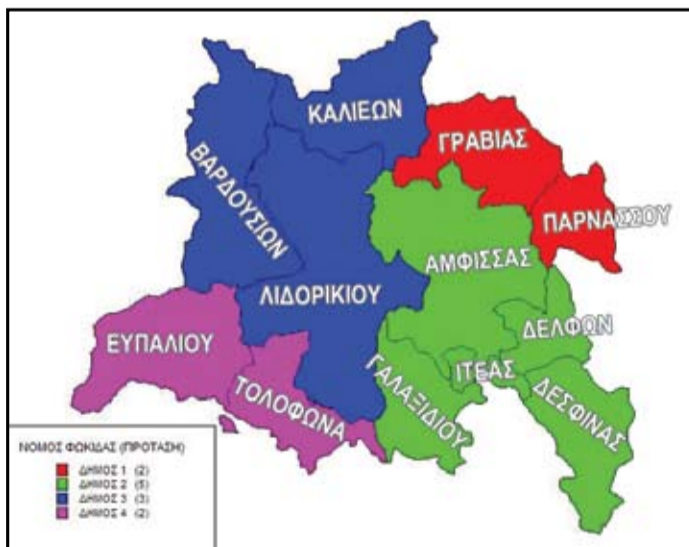 ΚΑΛΙΕΩΝ
ΓΡΑΒΙΑΣ
ΒΑΡΔΟΥΣΙΩΝ
ΠΑΡΝΑΣΣΟΥ
ΑΜΦΙΣΣΑΣ
ΛΙΔΟΡΙΚΙΟΥ
ΔΕΛΦΩΝ
ΕΥΠΑΛΙΟΥ
ΙΤΕΑΣ
ΓΑΛΑΞΙΔΙΟΥ
ΔΕΣΦΙΝΑΣ
ΤΟΛΟΦΩΝΑ
ΝΟΜΟΣ ΦΩΚΙΔΑΣ (ΠΡΟΤΑΣΗ)
ΔΗΜΟΣ 1 (2)
ΔΗΜΟΣ 2 (5)
ΔΗΜΟΣ 3 (3)
ΔΗΜΟΣ 4 (2)